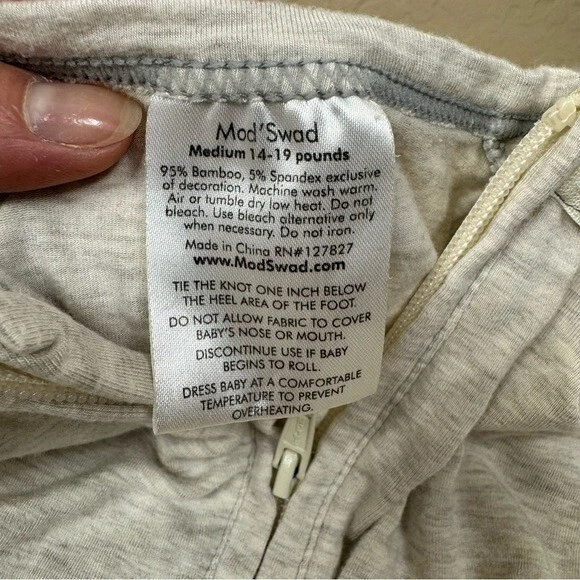 Mod'Swad
Medium 14-19 pounds
95% Bamboo, 5% Spandex exclusive
of decoration. Machine wash warm.
Air or tumble dry low heat. Do not
bleach. Use bleach alternative only
when necessary. Do not iron.
Made in China RN#127827
www.ModSwad.com
TIE THE KNOT ONE INCH BELOW
THE HEEL AREA OF THE FOOT.
DO NOT ALLOW FABRIC TO COVER
BABY'S NOSE OR MOUTH.
DISCONTINUE USE IF BABY
BEGINS TO ROLL.
DRESS BABY AT A COMFORTABLE
TEMPERATURE TO PREVENT
OVERHEATING.